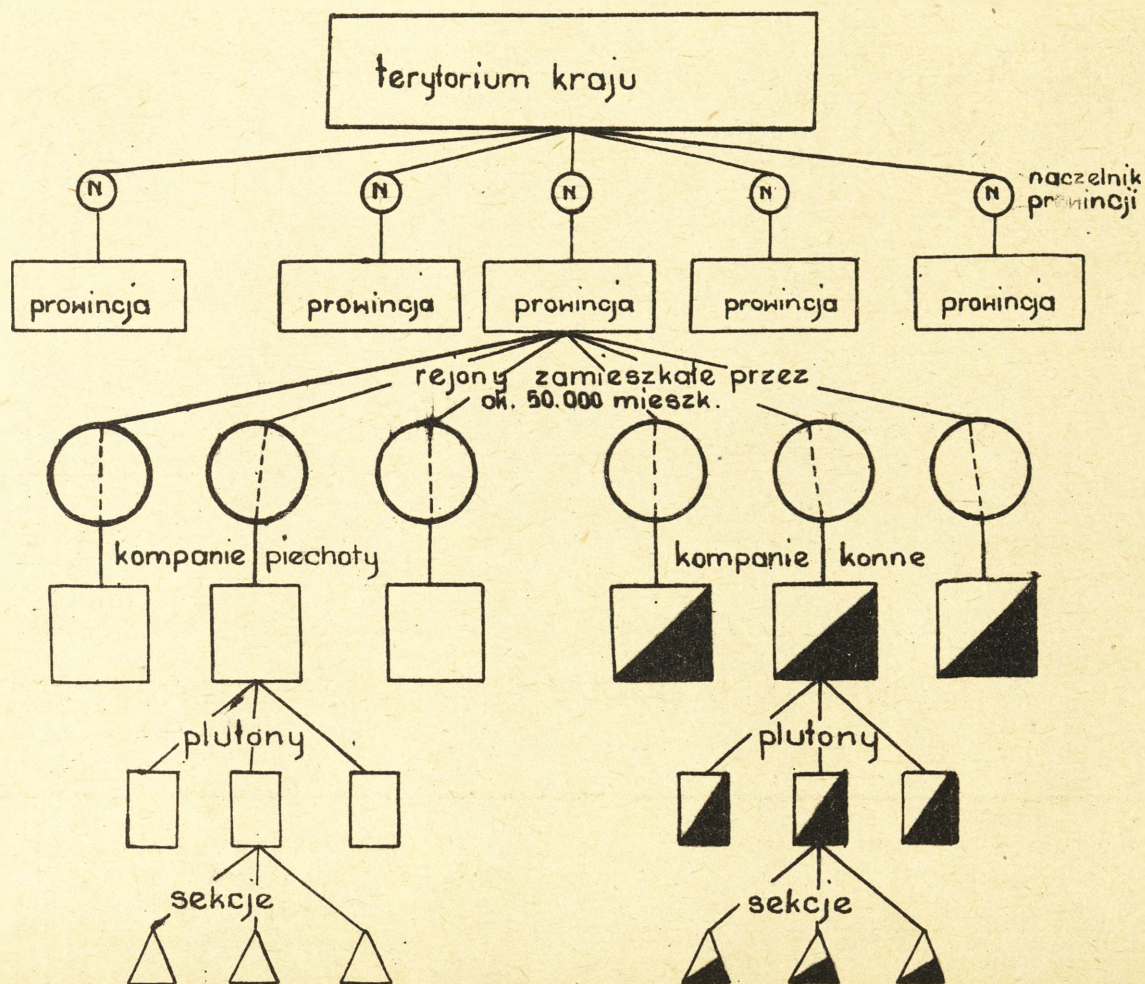 terytorium kraju
N N N N N
naczelnik
prowincji
prowincja prowincja prowincja prowincja prowincja
rejony zamieszkałe przez
ok. 50.000 mieszk.
kompanie piechoty kompanie konne
plutony plutony
sekcje sekcje